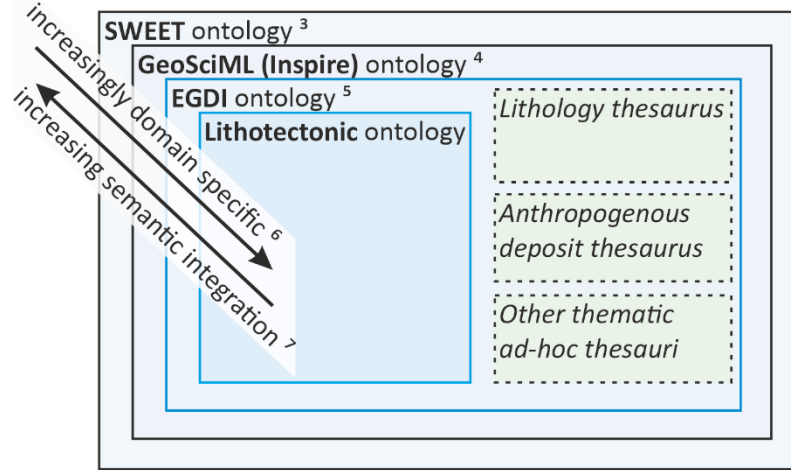 SWEET ontology ³
GeoSciML (Inspire) ontology ⁴
EGDI ontology ⁵
Lithotectonic ontology
increasingly domain specific ⁶
increasing semantic integration ⁷
Lithology thesaurus
Anthropogenous
deposit thesaurus
Other thematic
ad-hoc thesauri